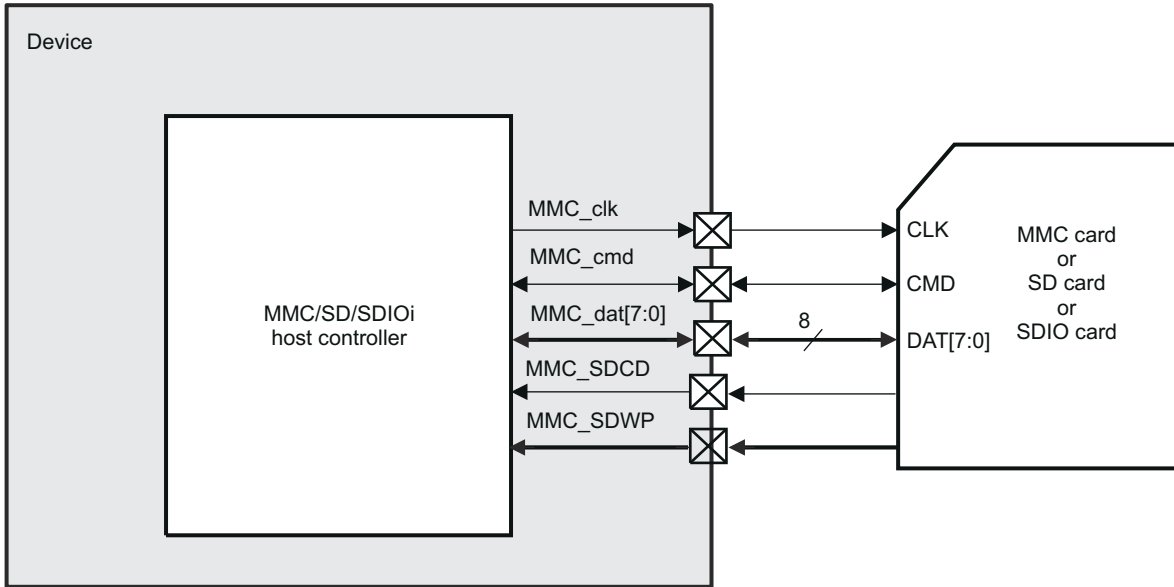 Device
MMC/SD/SDIOi
host controller
MMC_clk
MMC_cmd
MMC_dat[7:0]
MMC_SDCD
MMC_SDWP
8
CLK
CMD
DAT[7:0]
MMC card
or
SD card
or
SDIO card